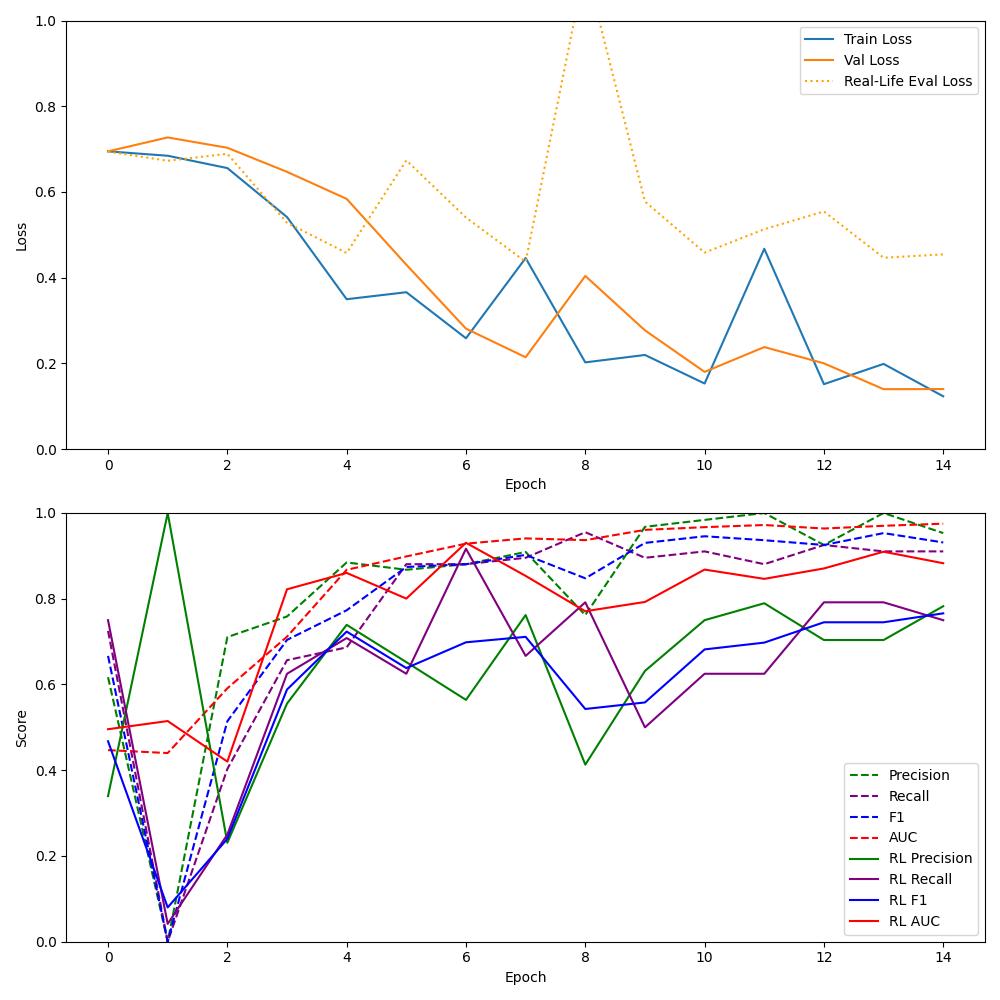 1.0
0.8
0.6
0.4
0.2
0.0
Loss
Train Loss
Val Loss
Real-Life Eval Loss
0 2 4 6 8 10 12 14
Epoch
1.0
0.8
0.6
0.4
0.2
0.0
Score
Precision
Recall
F1
AUC
RL Precision
RL Recall
RL F1
RL AUC
0 2 4 6 8 10 12 14
Epoch